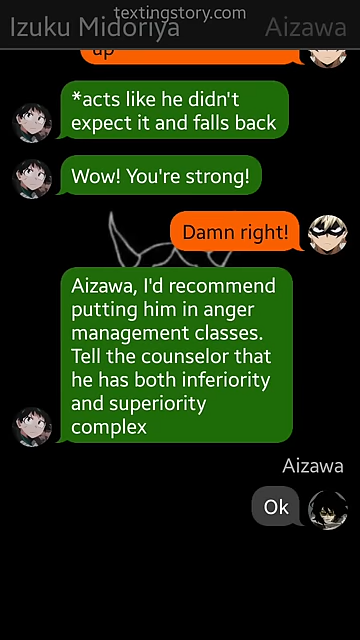 textingstory.com
Izuku Midoriya
Aizawa
up
*acts like he didn't
expect it and falls back
Wow! You're strong!
Damn right!
Aizawa, I'd recommend
putting him in anger
management classes.
Tell the counselor that
he has both inferiority
and superiority
complex
Aizawa
Ok